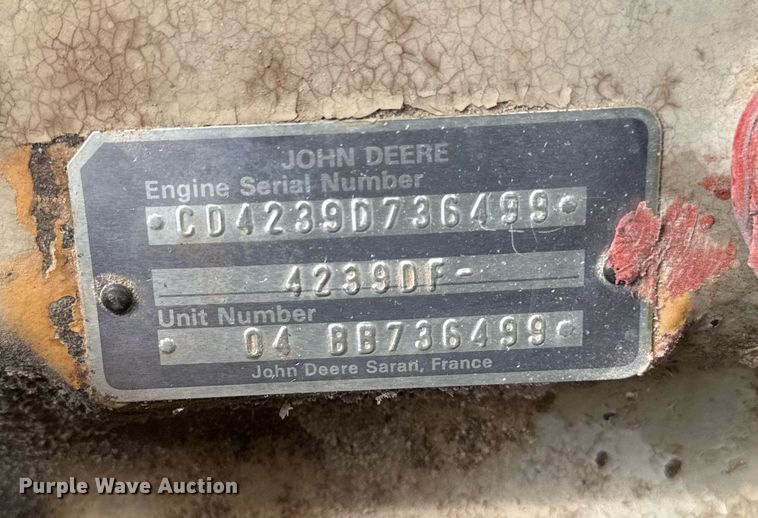 JOHN DEERE
Engine Serial Number
CD4239D736499
4239DF-
Unit Number
04 BB736499
John Deere Saran, France
Purple Wave Auction